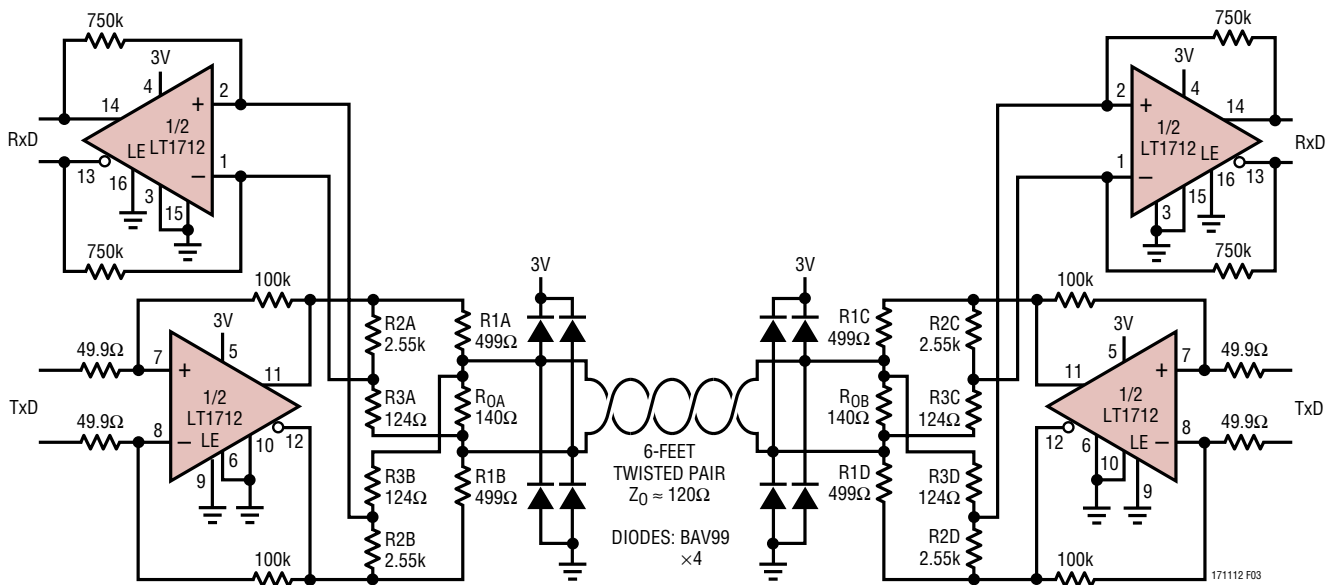 750k
3V
4
2
14
+
1/2
LT1712
LE
RxD
1
−
13
16
3
15
750k
100k
3V
5
49.9Ω
7
+
11
1/2
LT1712
LE
TxD
49.9Ω
8
−
10
12
6
9
100k
R2A
2.55k
R3A
124Ω
R3B
124Ω
R2B
2.55k
R1A
499Ω
ROA
140Ω
R1B
499Ω
3V
6-FEET
TWISTED PAIR
ZO ≈ 120Ω
DIODES: BAV99
×4
3V
R1C
499Ω
ROB
140Ω
R1D
499Ω
R2C
2.55k
R3C
124Ω
R3D
124Ω
R2D
2.55k
750k
3V
4
2
14
+
1/2
LT1712
LE
RxD
1
−
13
16
15
3
750k
100k
3V
5
7
49.9Ω
+
11
1/2
LT1712
LE
TxD
12
8
−
49.9Ω
6
10
9
100k
171112 F03